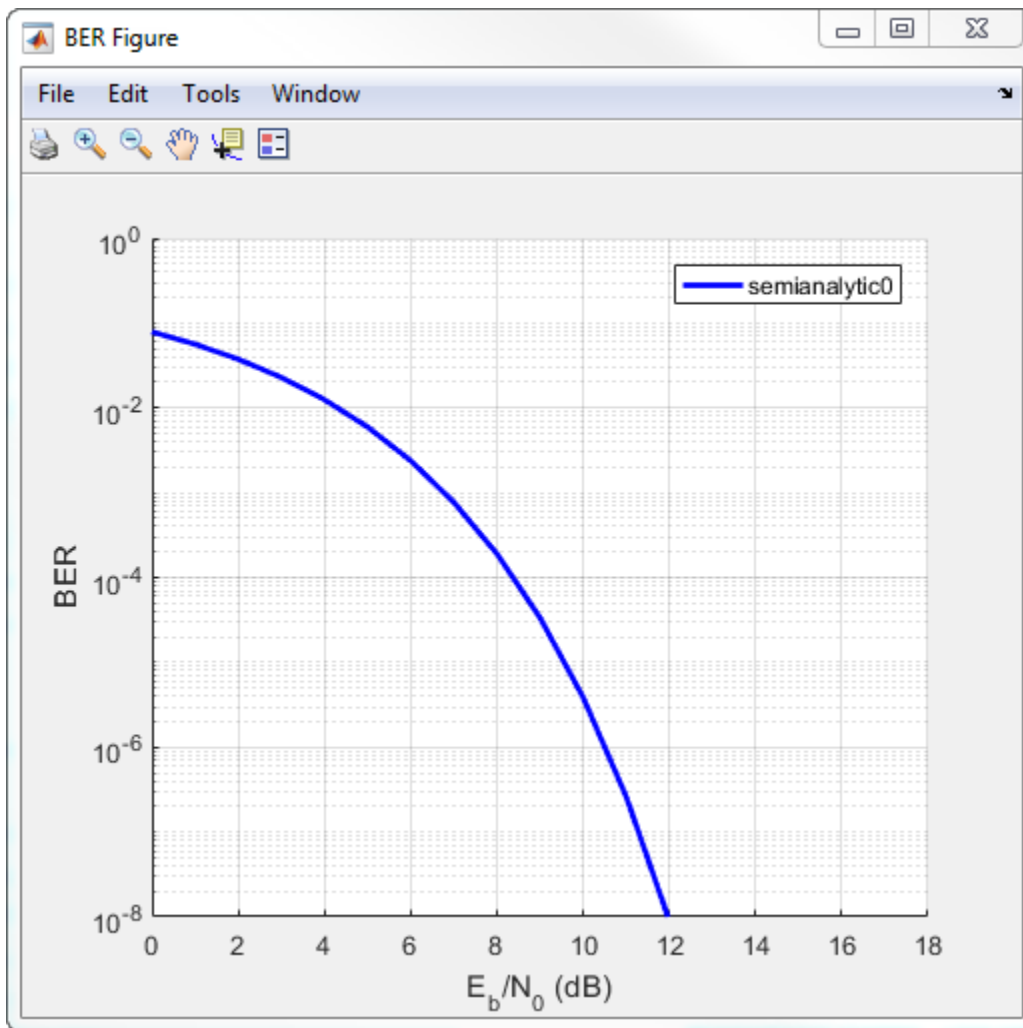 BER Figure
File Edit Tools Window
10^0
semianalytic0
10^-2
10^-4
BER
10^-6
10^-8
0 2 4 6 8 10 12 14 16 18
E_b/N_0 (dB)